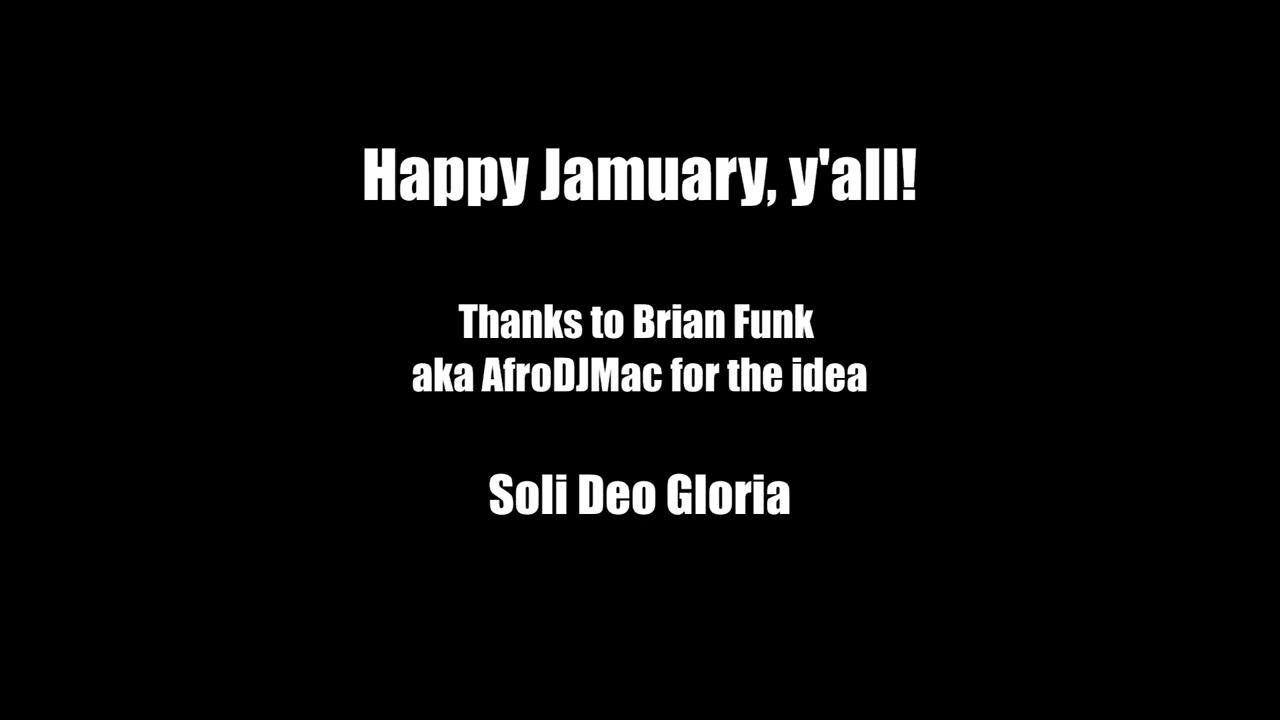 Happy Jamuary, y'all!
Thanks to Brian Funk
aka AfroDJMac for the idea
Soli Deo Gloria